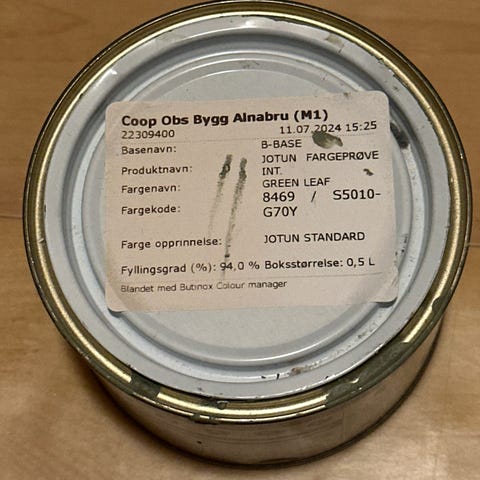 Coop Obs Bygg Alnabru (M1)
22309400 11.07.2024 15:25
Basenavn: B-BASE
Produktnavn: JOTUN FARGEPRØVE
INT.
Fargenavn: GREEN LEAF
Fargekode: 8469 / S5010-
G70Y
Farge opprinnelse: JOTUN STANDARD
Fyllingsgrad (%): 94,0 % Boksstørrelse: 0,5 L
Blandet med Butinox Colour manager